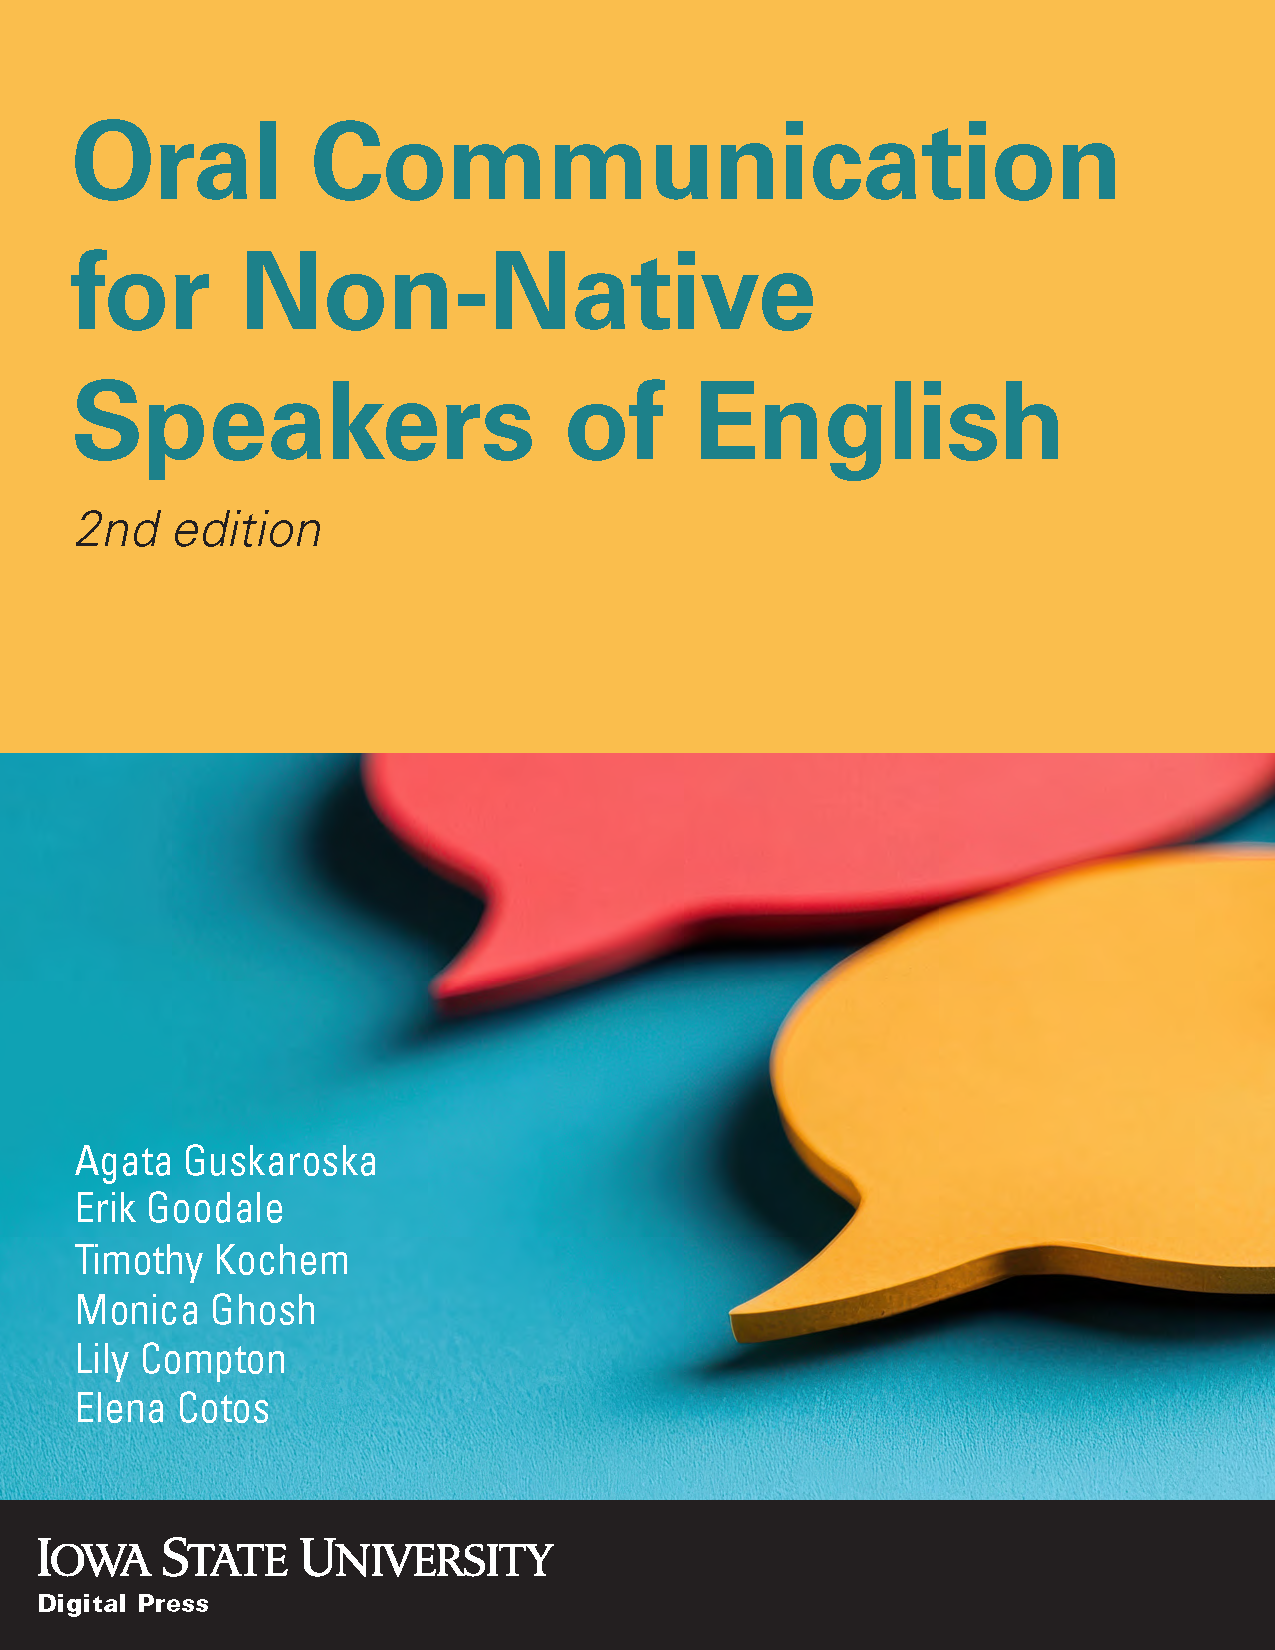 Oral Communication
for Non-Native
Speakers of English
2nd edition
Agata Guskaroska
Erik Goodale
Timothy Kochem
Monica Ghosh
Lily Compton
Elena Cotos
IOWA STATE UNIVERSITY
Digital Press